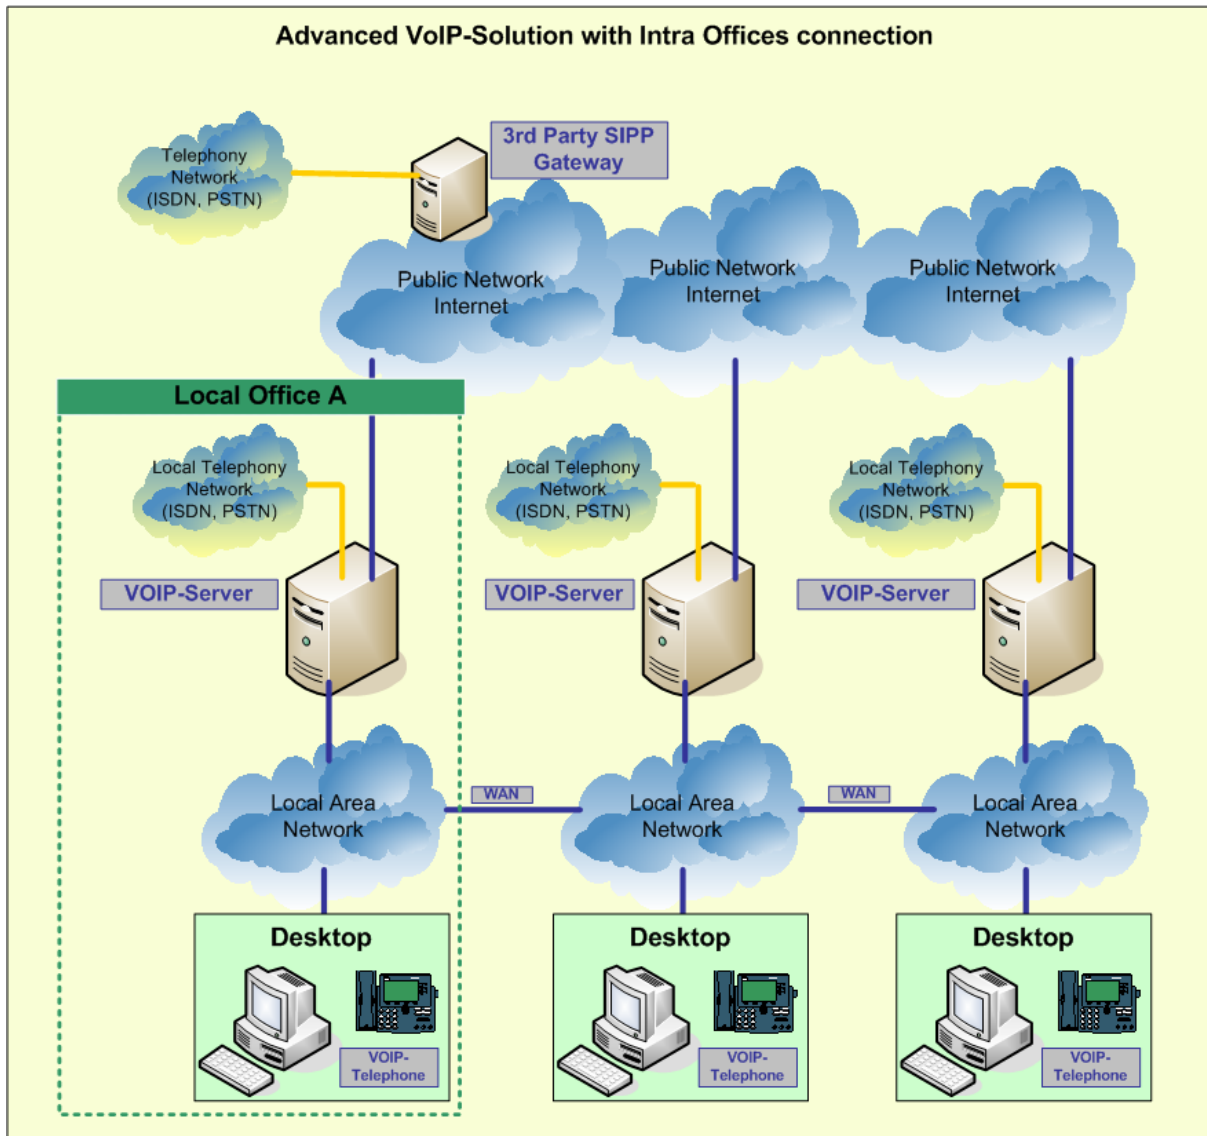 Advanced VoIP-Solution with Intra Offices connection
3rd Party SIPP
Gateway
Telephony
Network
(ISDN, PSTN)
Public Network
Internet
Public Network
Internet
Public Network
Internet
Local Office A
Local Telephony
Network
(ISDN, PSTN)
Local Telephony
Network
(ISDN, PSTN)
Local Telephony
Network
(ISDN, PSTN)
VOIP-Server
VOIP-Server
VOIP-Server
Local Area
Network
WAN
Local Area
Network
WAN
Local Area
Network
Desktop
VOIP-
Telephone
Desktop
VOIP-
Telephone
Desktop
VOIP-
Telephone